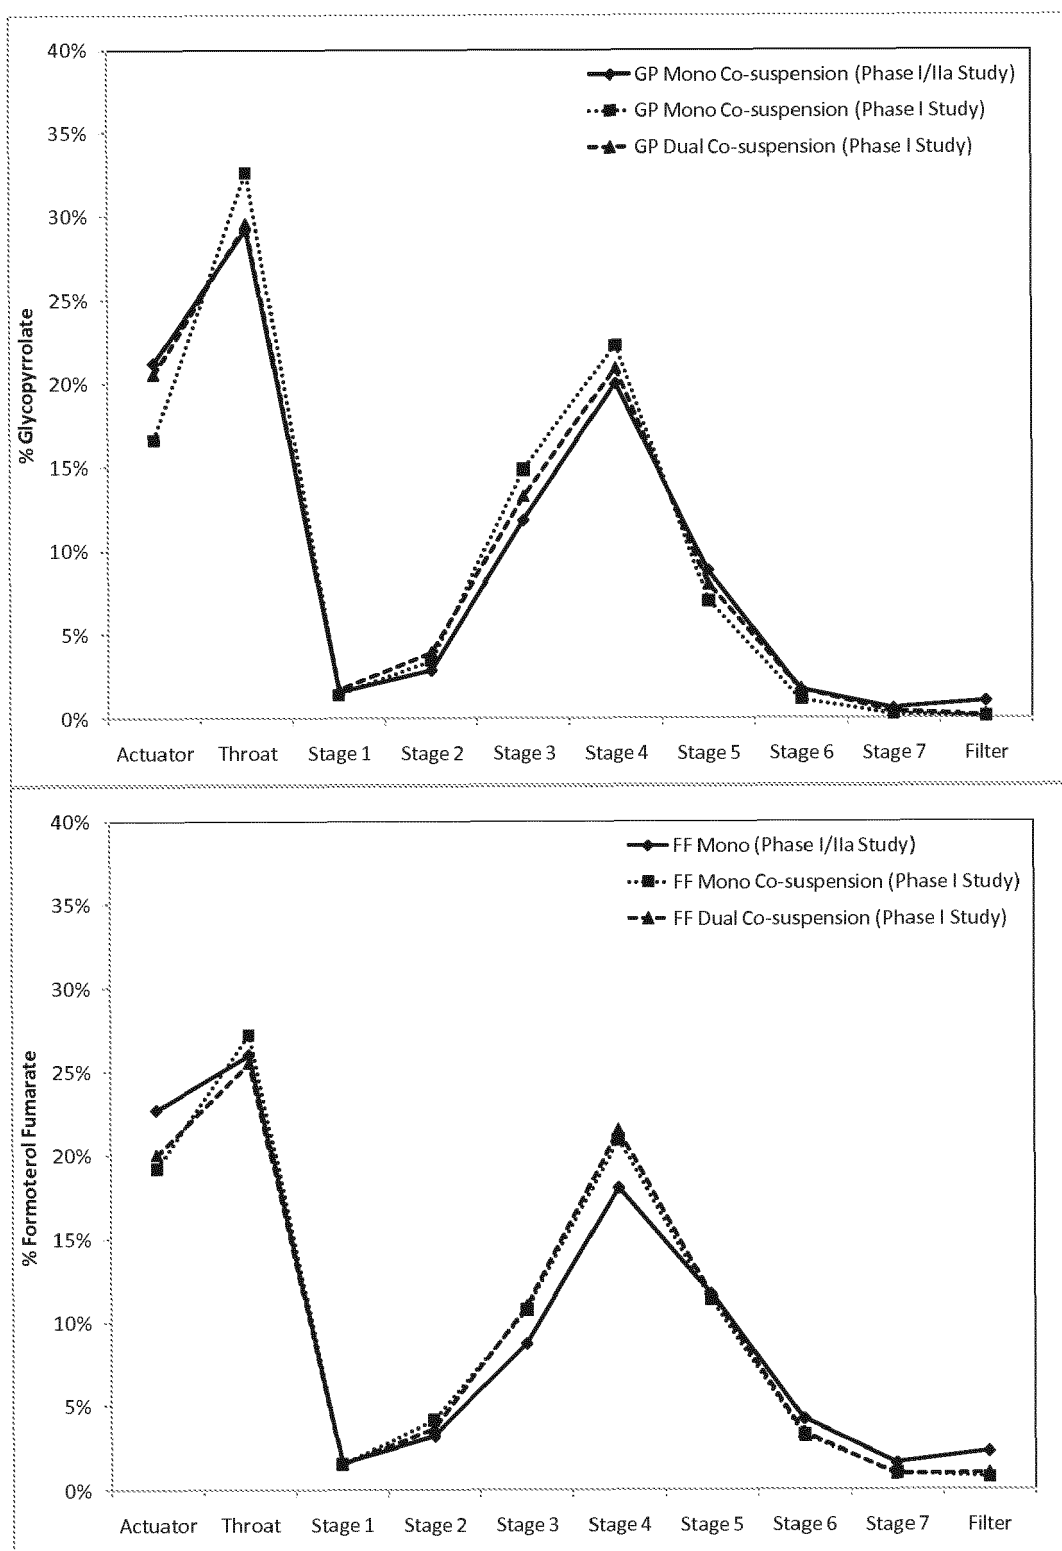 40%
35%
30%
25%
20%
15%
10%
5%
0%
% Glycopyrrolate
GP Mono Co-suspension (Phase I/IIa Study)
GP Mono Co-suspension (Phase I Study)
GP Dual Co-suspension (Phase I Study)
Actuator Throat Stage 1 Stage 2 Stage 3 Stage 4 Stage 5 Stage 6 Stage 7 Filter
40%
35%
30%
25%
20%
15%
10%
5%
0%
% Formoterol Fumarate
FF Mono (Phase I/IIa Study)
FF Mono Co-suspension (Phase I Study)
FF Dual Co-suspension (Phase I Study)
Actuator Throat Stage 1 Stage 2 Stage 3 Stage 4 Stage 5 Stage 6 Stage 7 Filter